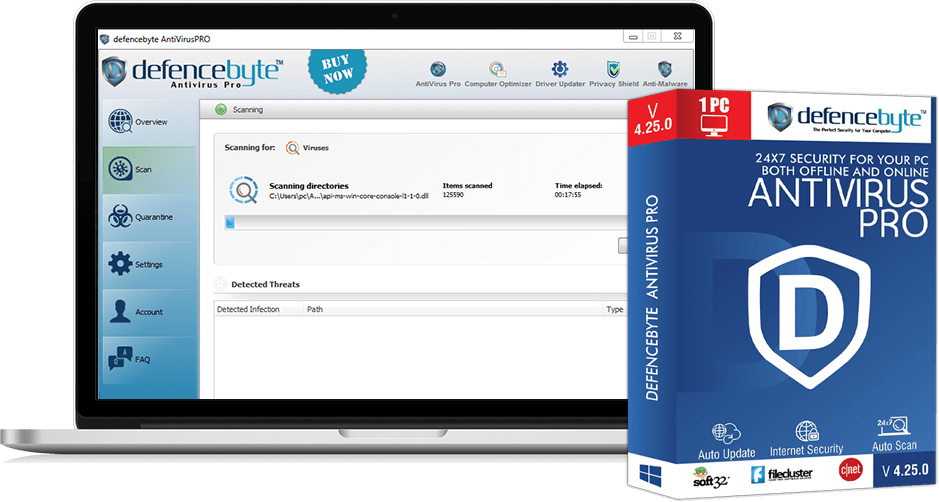 defencebyte AntiVirusPRO
defencebyte™
Antivirus Pro
BUY
NOW
AntiVirus Pro
Computer Optimizer
Driver Updater
Privacy Shield
Anti-Malware
Overview
Scan
Quarantine
Settings
Account
FAQ
Scanning
Scanning for:
Viruses
Scanning directories
C:\Users\pc\A...\api-ms-win-core-console-l1-1-0.dll
Items scanned
125590
Time elapsed:
00:17:55
Detected Threats
Detected Infection
Path
Type
V
4.25.0
1 PC
defencebyte™
The Perfect Security for Your Computer
24X7 SECURITY FOR YOUR PC
BOTH OFFLINE AND ONLINE
ANTIVIRUS
PRO
DEFENCEBYTE ANTIVIRUS PRO
D
Auto Update
Internet Security
24x7
Auto Scan
soft32
filecluster
c|net
V 4.25.0